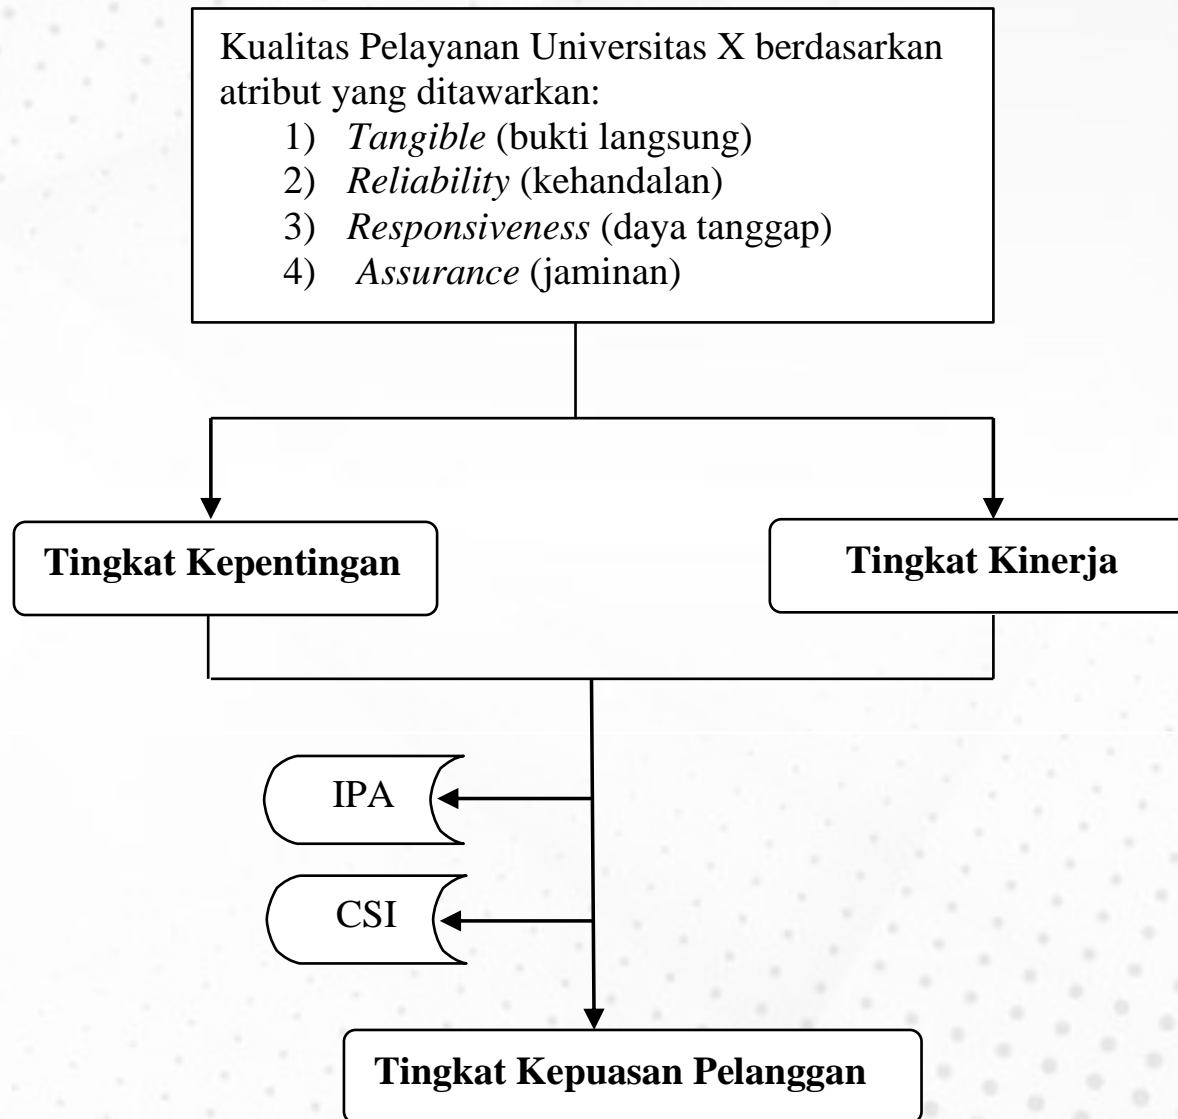 Kualitas Pelayanan Universitas X berdasarkan
atribut yang ditawarkan:
1) Tangible (bukti langsung)
2) Reliability (kehandalan)
3) Responsiveness (daya tanggap)
4) Assurance (jaminan)
Tingkat Kepentingan
Tingkat Kinerja
IPA
CSI
Tingkat Kepuasan Pelanggan